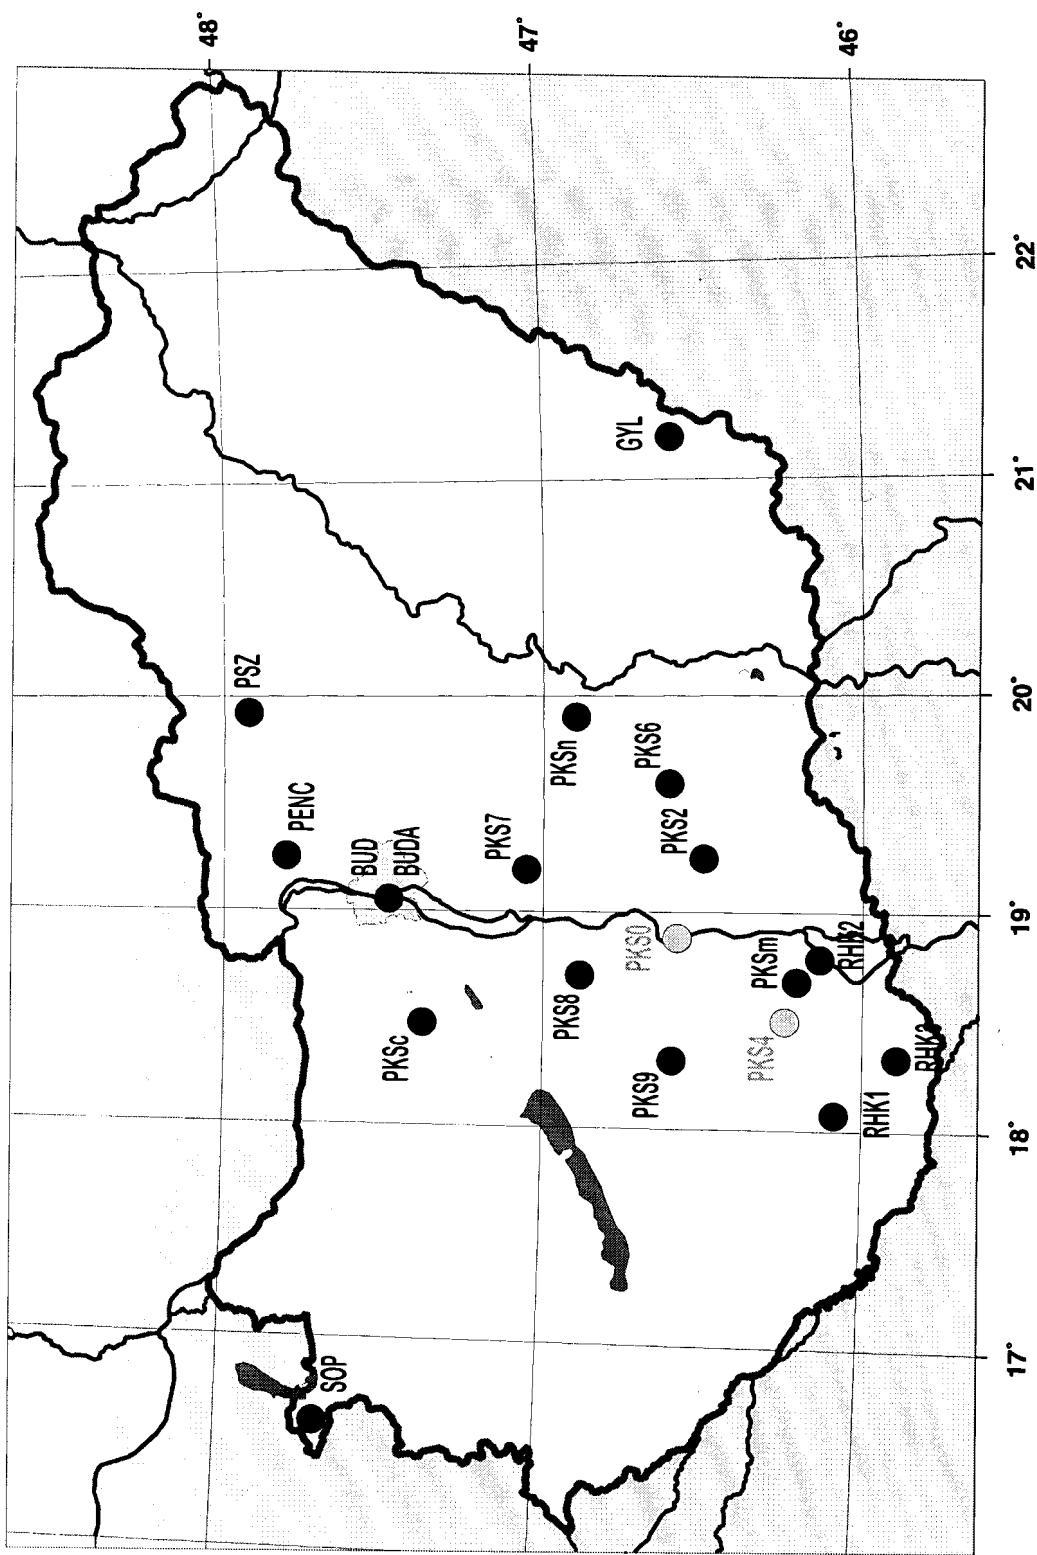 48°
PSZ
PENC
SOP
BUD
PKSc
BUDA
PKS7
47°
PKS8
PKSn
GYL
PKS9
PKS0
PKS6
PKS2
PKS4
PKSm
46°
RHK2
RHK1
RHK3
17°
18°
19°
20°
21°
22°